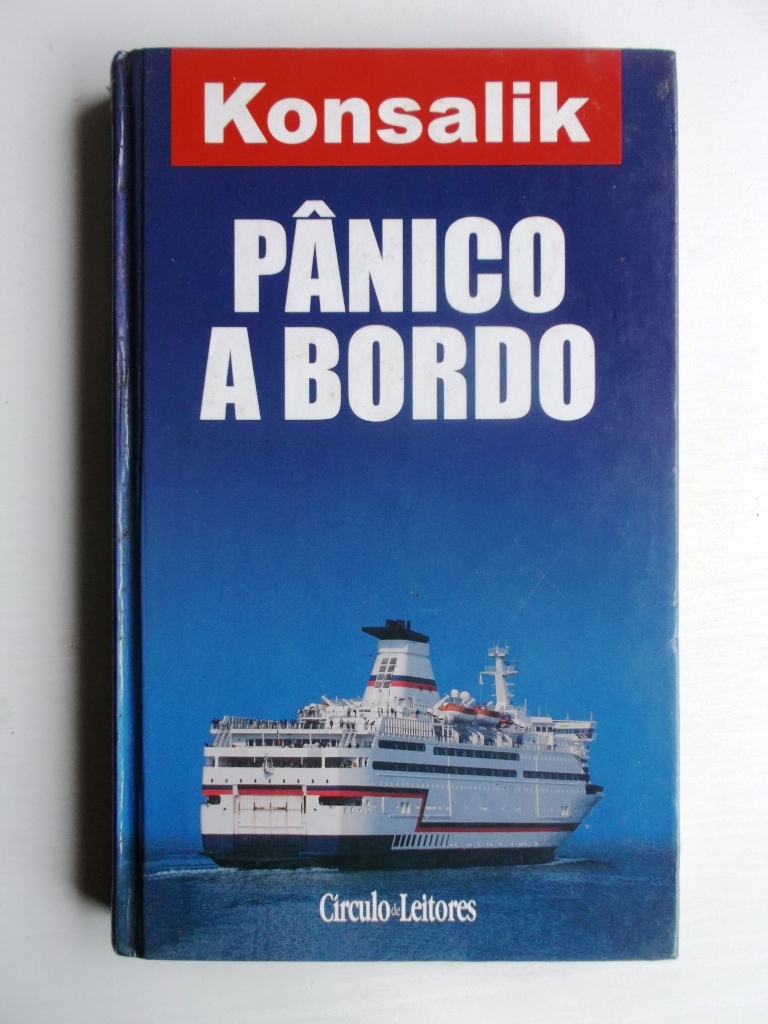 Konsalik
PÂNICO
A BORDO
Círculo de Leitores